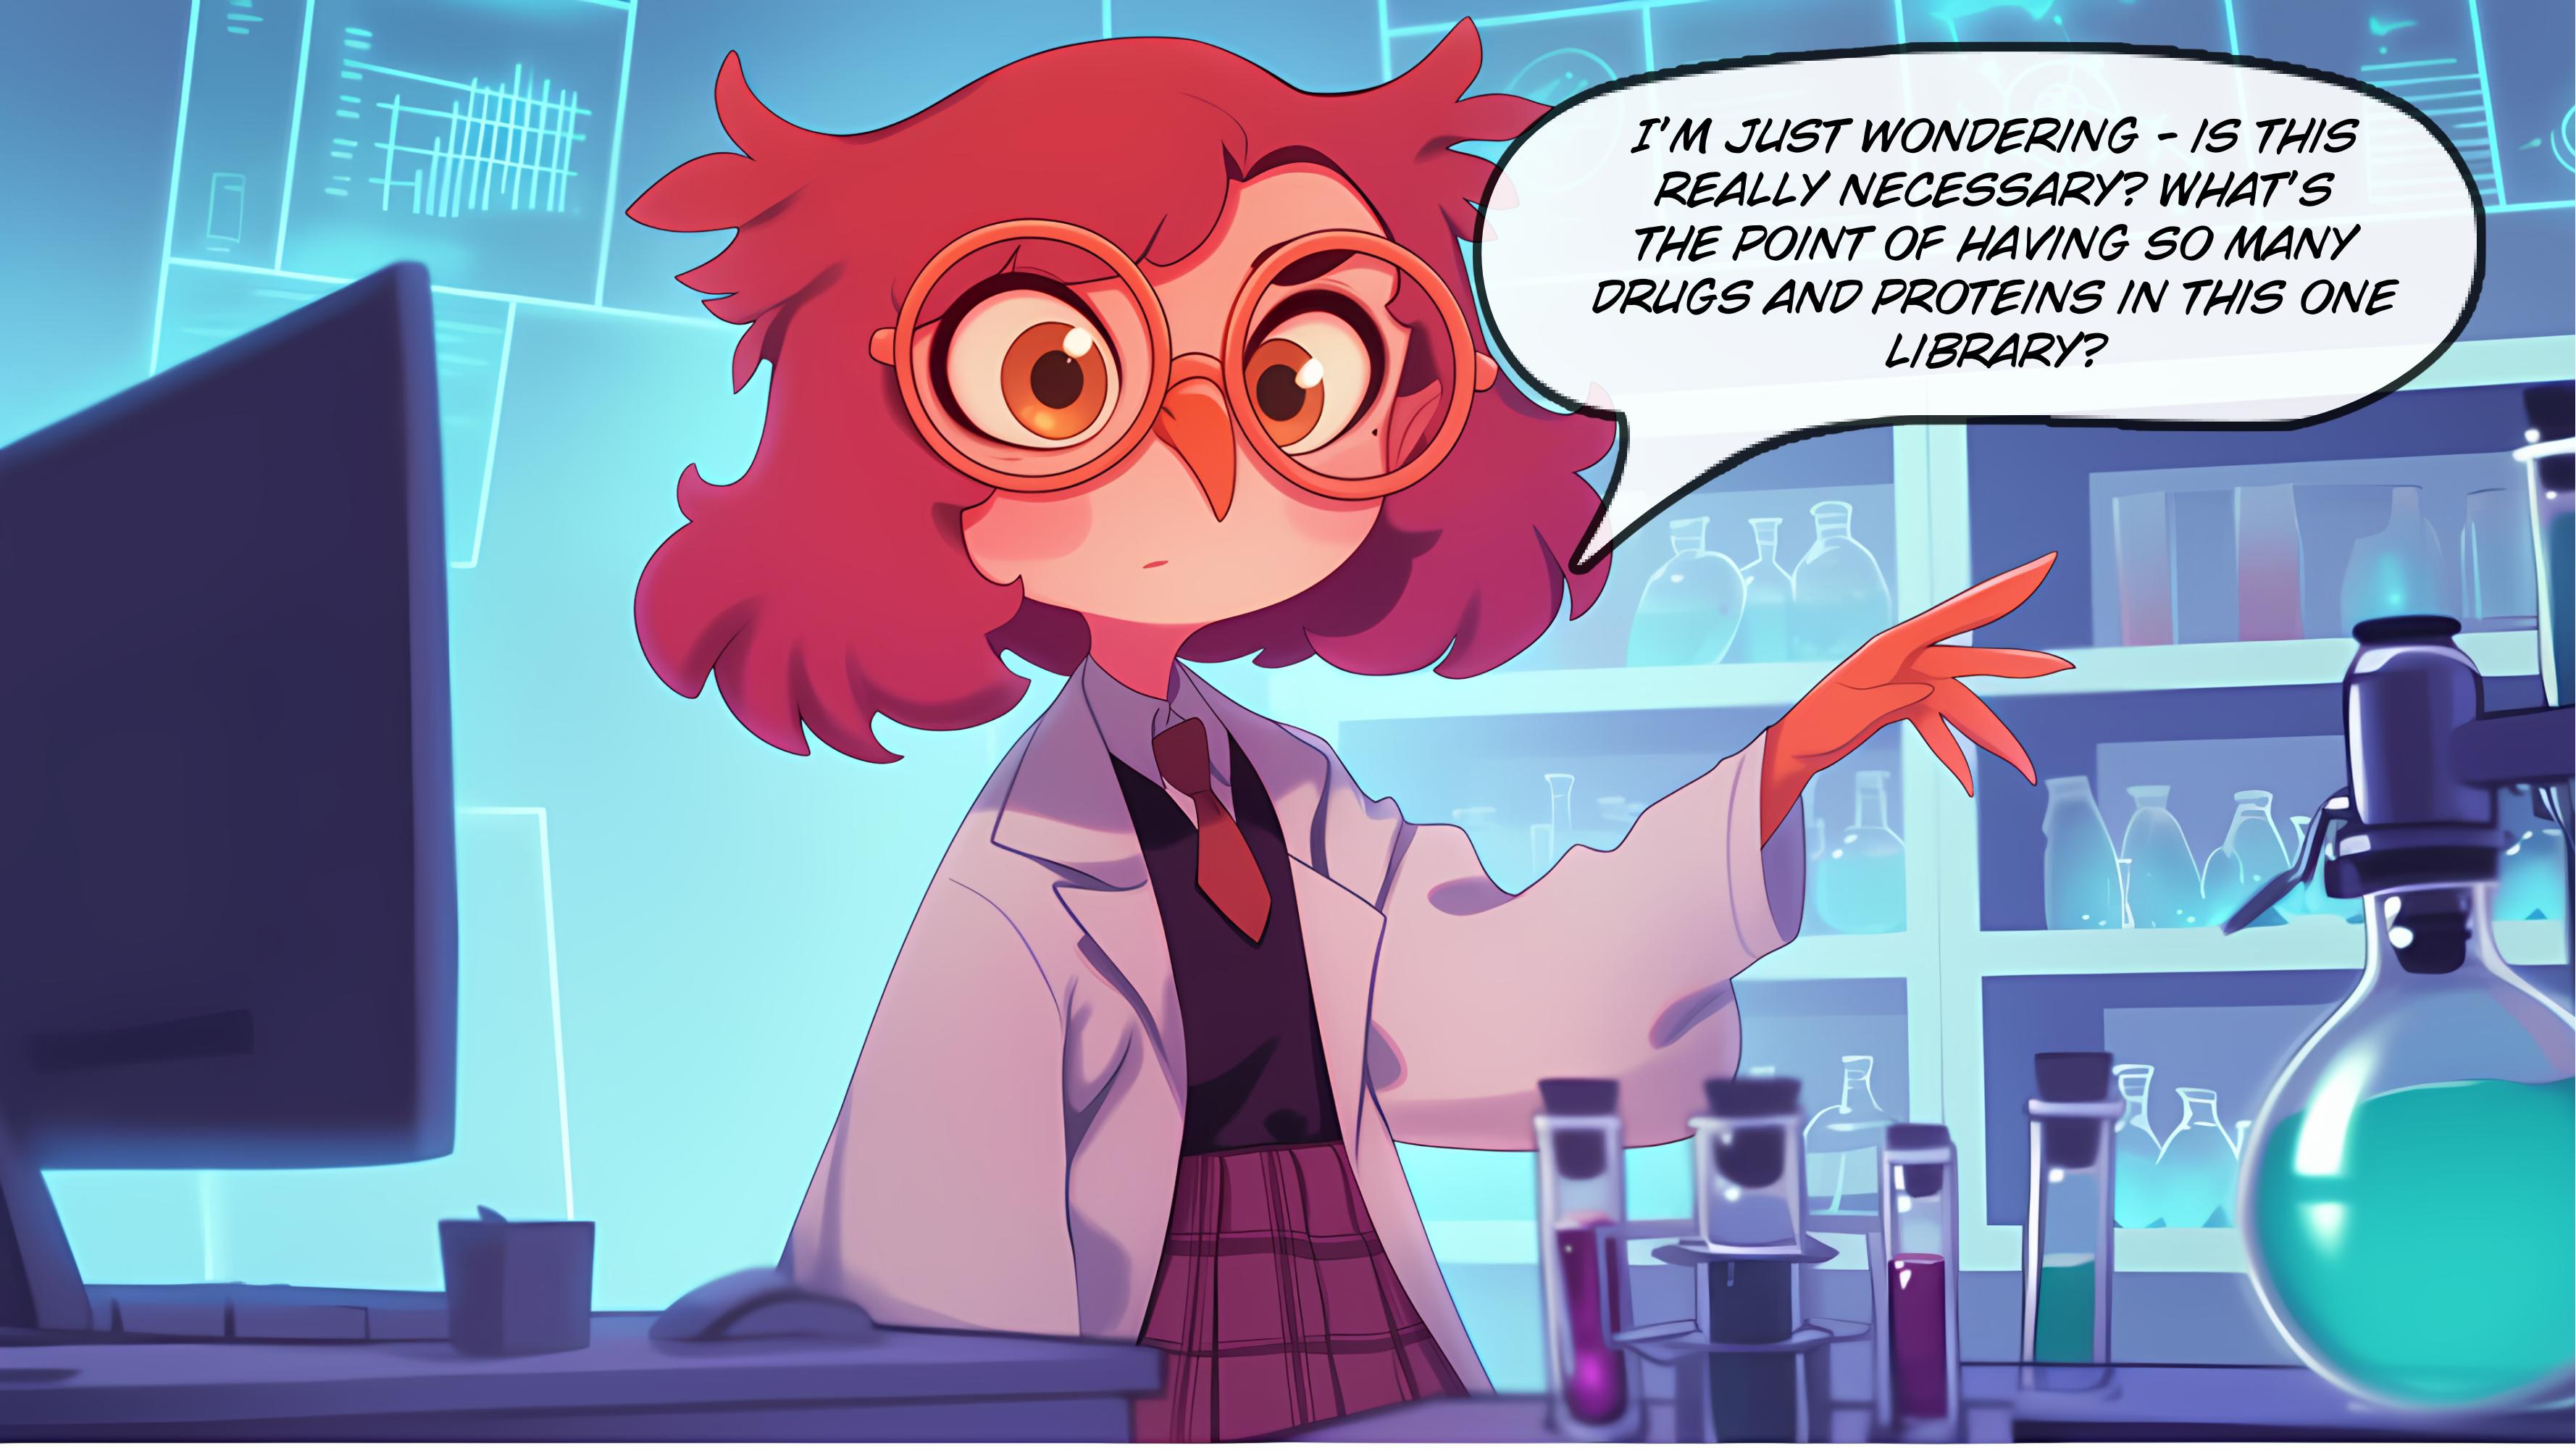 I'M JUST WONDERING - IS THIS
REALLY NECESSARY? WHAT'S
THE POINT OF HAVING SO MANY
DRUGS AND PROTEINS IN THIS ONE
LIBRARY?